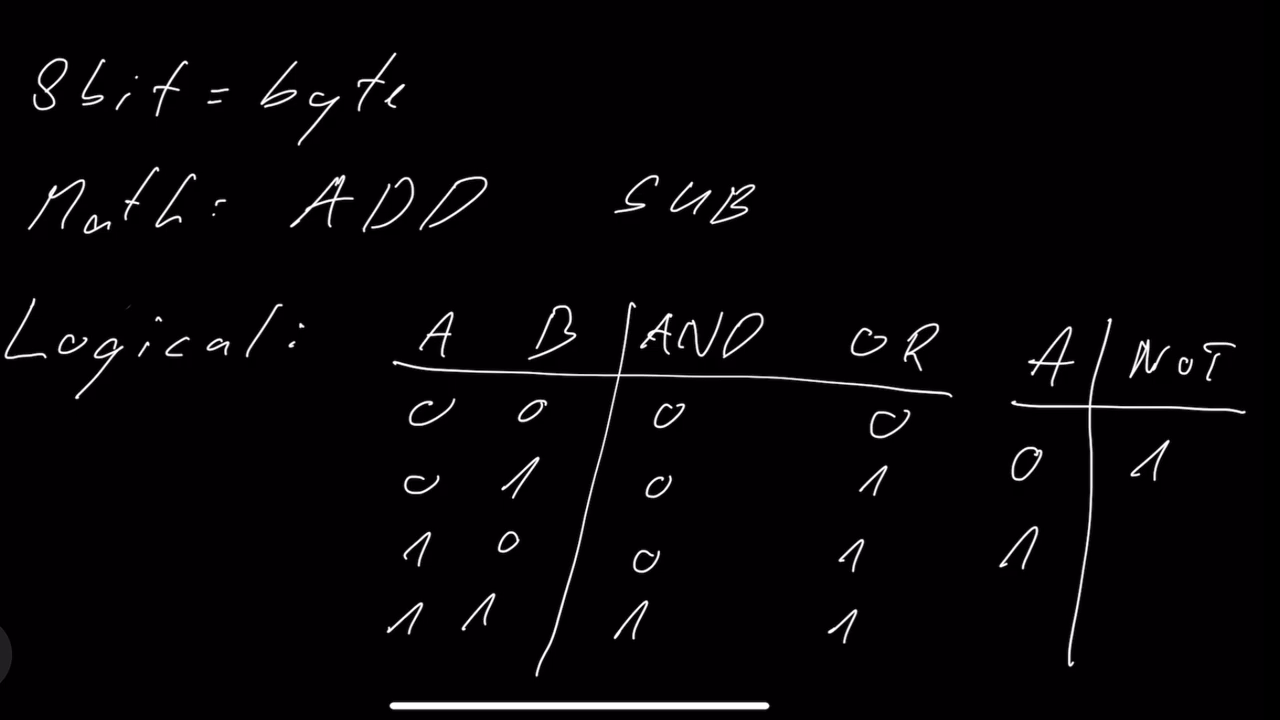 8bit = byte
Math: ADD SUB
Logical: A B AND OR A NOT
0 0 0 0
0 1 0 1 0 1
1 0 0 1 1
1 1 1 1